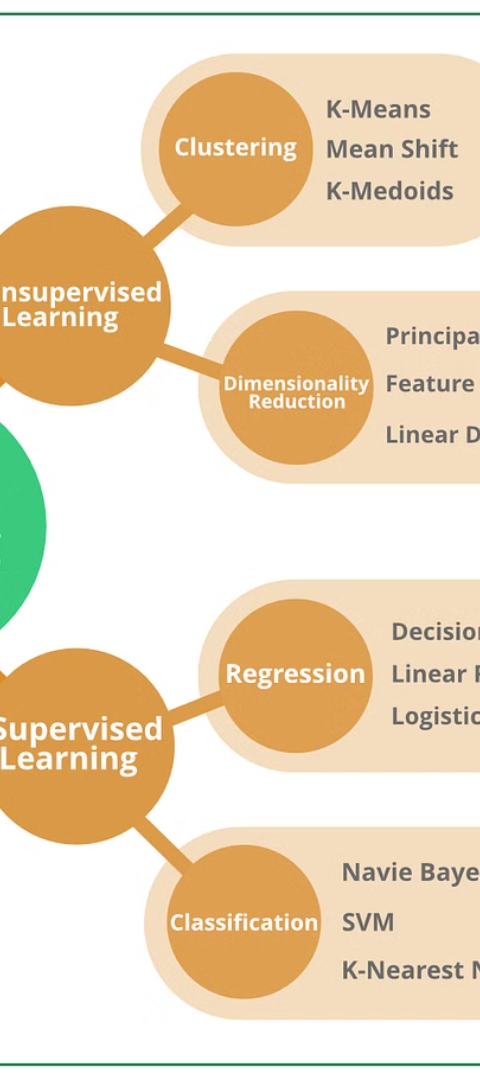 Clustering
K-Means
Mean Shift
K-Medoids
nsupervised
Learning
Dimensionality
Reduction
Principa
Feature
Linear D
Regression
Decision
Linear R
Logistic
Supervised
Learning
Classification
Navie Baye
SVM
K-Nearest N